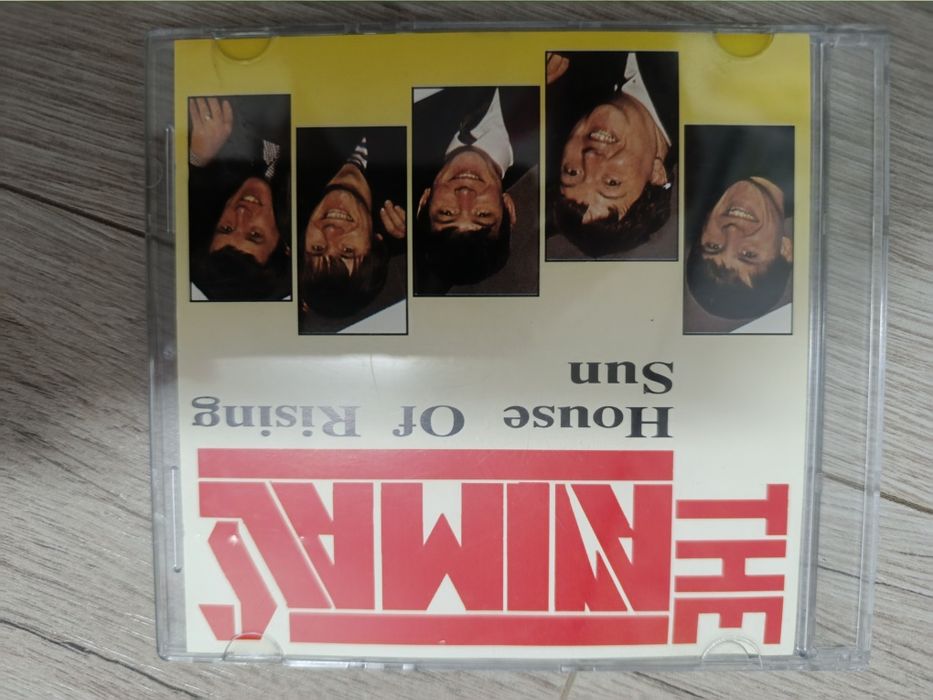 THE
ANIMALS
House Of Rising
Sun